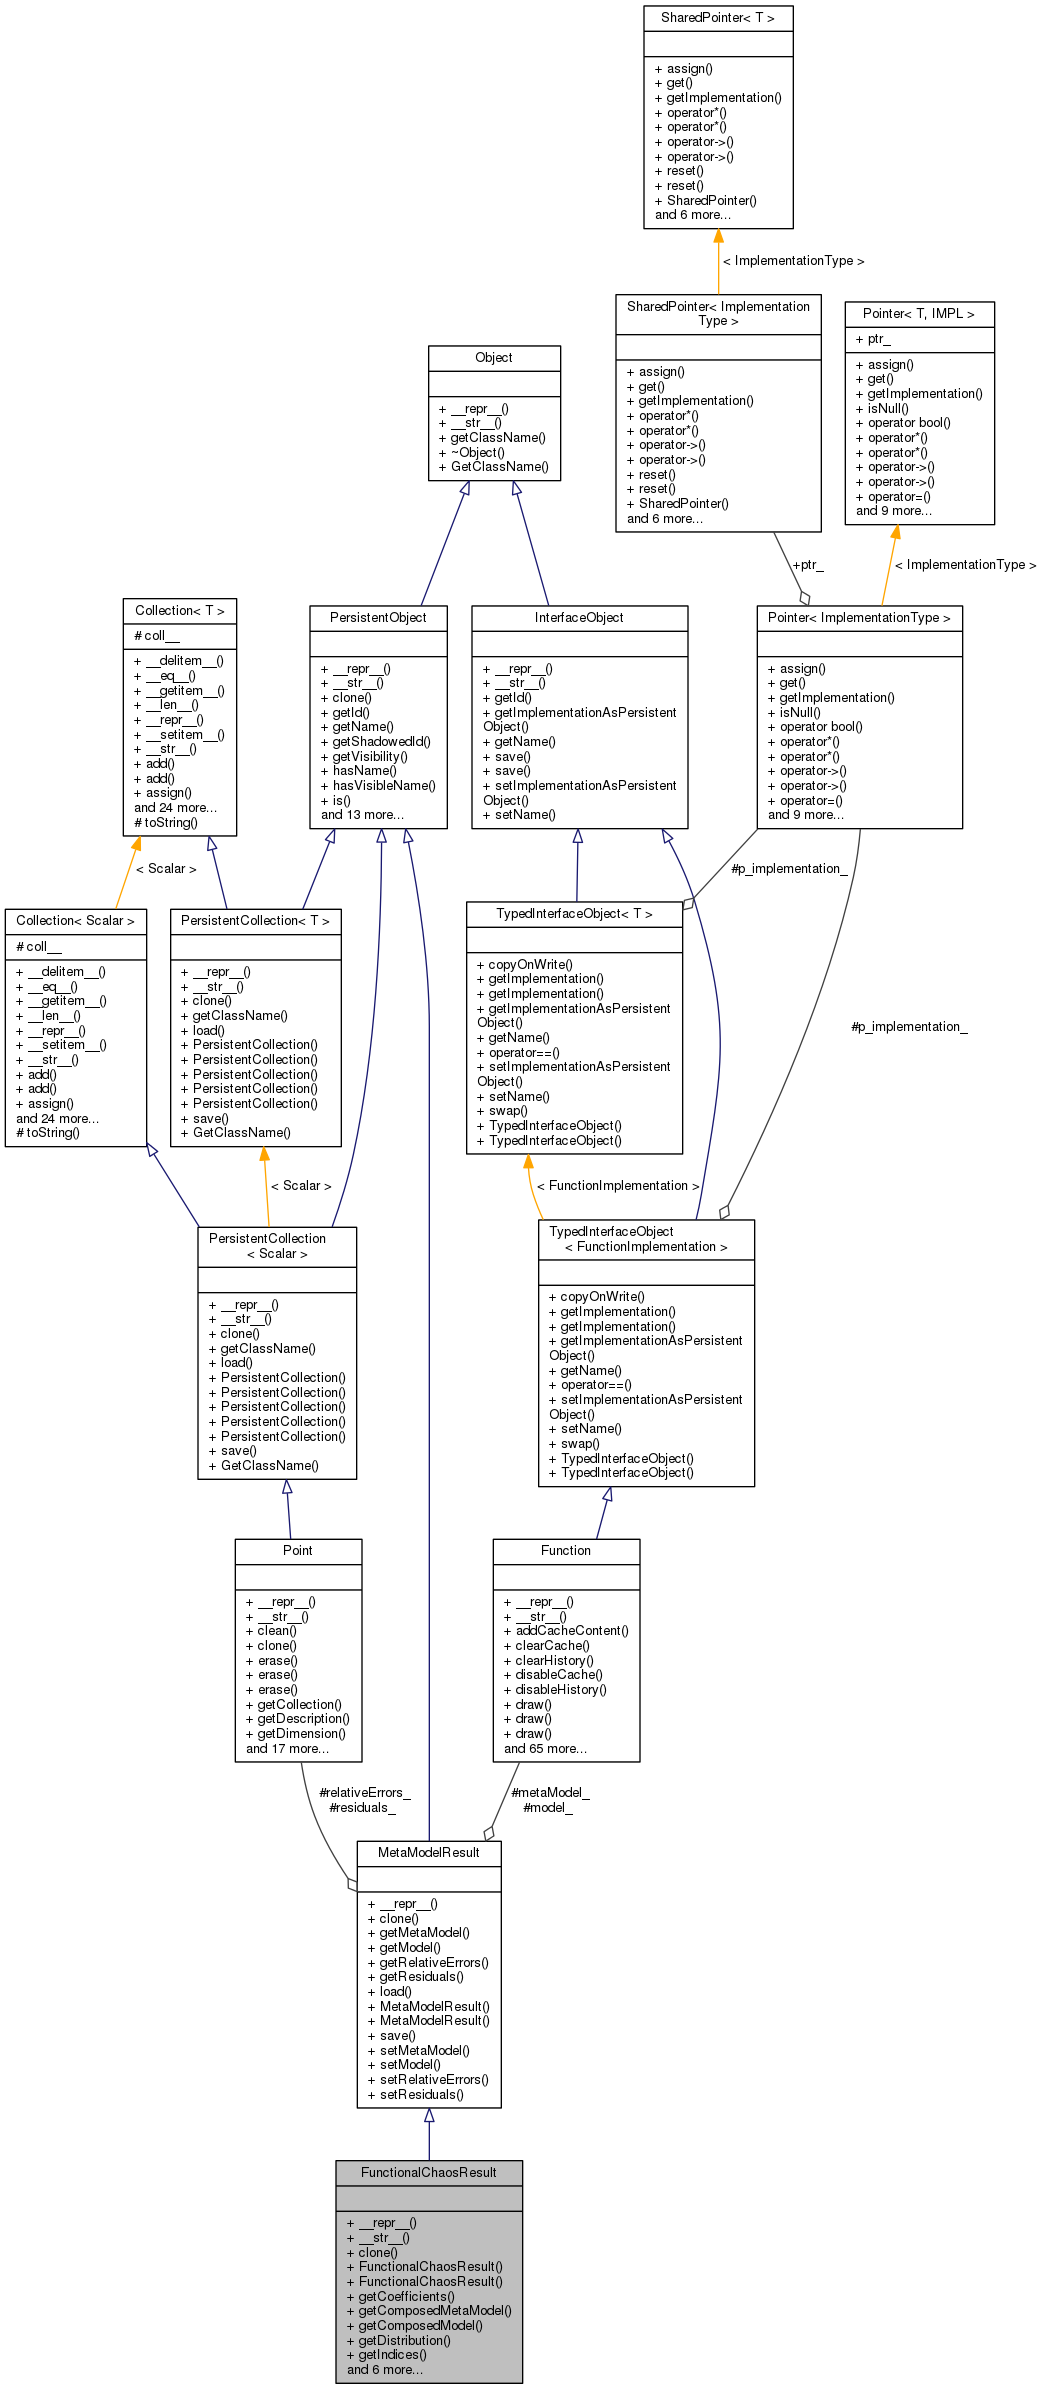 SharedPointer< T >
+ assign()
+ get()
+ getImplementation()
+ operator*()
+ operator*()
+ operator->()
+ operator->()
+ reset()
+ reset()
+ SharedPointer()
and 6 more...
< ImplementationType >
SharedPointer< Implementation
Type >
+ assign()
+ get()
+ getImplementation()
+ operator*()
+ operator*()
+ operator->()
+ operator->()
+ reset()
+ reset()
+ SharedPointer()
and 6 more...
Pointer< T, IMPL >
+ ptr_
+ assign()
+ get()
+ getImplementation()
+ isNull()
+ operator bool()
+ operator*()
+ operator*()
+ operator->()
+ operator->()
+ operator=()
and 9 more...
Object
+ __repr__()
+ __str__()
+ getClassName()
+ ~Object()
+ GetClassName()
+ptr_
< ImplementationType >
Collection< T >
# coll__
+ __delitem__()
+ __eq__()
+ __getitem__()
+ __len__()
+ __repr__()
+ __setitem__()
+ __str__()
+ add()
+ add()
+ assign()
and 24 more...
# toString()
PersistentObject
+ __repr__()
+ __str__()
+ clone()
+ getId()
+ getName()
+ getShadowedId()
+ getVisibility()
+ hasName()
+ hasVisibleName()
+ is()
and 13 more...
InterfaceObject
+ __repr__()
+ __str__()
+ getId()
+ getImplementationAsPersistent
Object()
+ getName()
+ save()
+ save()
+ setImplementationAsPersistent
Object()
+ setName()
Pointer< ImplementationType >
+ assign()
+ get()
+ getImplementation()
+ isNull()
+ operator bool()
+ operator*()
+ operator*()
+ operator->()
+ operator->()
+ operator=()
and 9 more...
< Scalar >
#p_implementation_
Collection< Scalar >
# coll__
+ __delitem__()
+ __eq__()
+ __getitem__()
+ __len__()
+ __repr__()
+ __setitem__()
+ __str__()
+ add()
+ add()
+ assign()
and 24 more...
# toString()
PersistentCollection< T >
+ __repr__()
+ __str__()
+ clone()
+ getClassName()
+ load()
+ PersistentCollection()
+ PersistentCollection()
+ PersistentCollection()
+ PersistentCollection()
+ PersistentCollection()
+ save()
+ GetClassName()
TypedInterfaceObject< T >
+ copyOnWrite()
+ getImplementation()
+ getImplementation()
+ getImplementationAsPersistent
Object()
+ getName()
+ operator==()
+ setImplementationAsPersistent
Object()
+ setName()
+ swap()
+ TypedInterfaceObject()
+ TypedInterfaceObject()
#p_implementation_
< Scalar >
< FunctionImplementation >
PersistentCollection
< Scalar >
+ __repr__()
+ __str__()
+ clone()
+ getClassName()
+ load()
+ PersistentCollection()
+ PersistentCollection()
+ PersistentCollection()
+ PersistentCollection()
+ PersistentCollection()
+ save()
+ GetClassName()
TypedInterfaceObject
< FunctionImplementation >
+ copyOnWrite()
+ getImplementation()
+ getImplementation()
+ getImplementationAsPersistent
Object()
+ getName()
+ operator==()
+ setImplementationAsPersistent
Object()
+ setName()
+ swap()
+ TypedInterfaceObject()
+ TypedInterfaceObject()
Point
+ __repr__()
+ __str__()
+ clean()
+ clone()
+ erase()
+ erase()
+ erase()
+ getCollection()
+ getDescription()
+ getDimension()
and 17 more...
Function
+ __repr__()
+ __str__()
+ addCacheContent()
+ clearCache()
+ clearHistory()
+ disableCache()
+ disableHistory()
+ draw()
+ draw()
+ draw()
and 65 more...
#relativeErrors_
#residuals_
#metaModel_
#model_
MetaModelResult
+ __repr__()
+ clone()
+ getMetaModel()
+ getModel()
+ getRelativeErrors()
+ getResiduals()
+ load()
+ MetaModelResult()
+ MetaModelResult()
+ save()
+ setMetaModel()
+ setModel()
+ setRelativeErrors()
+ setResiduals()
FunctionalChaosResult
+ __repr__()
+ __str__()
+ clone()
+ FunctionalChaosResult()
+ FunctionalChaosResult()
+ getCoefficients()
+ getComposedMetaModel()
+ getComposedModel()
+ getDistribution()
+ getIndices()
and 6 more...